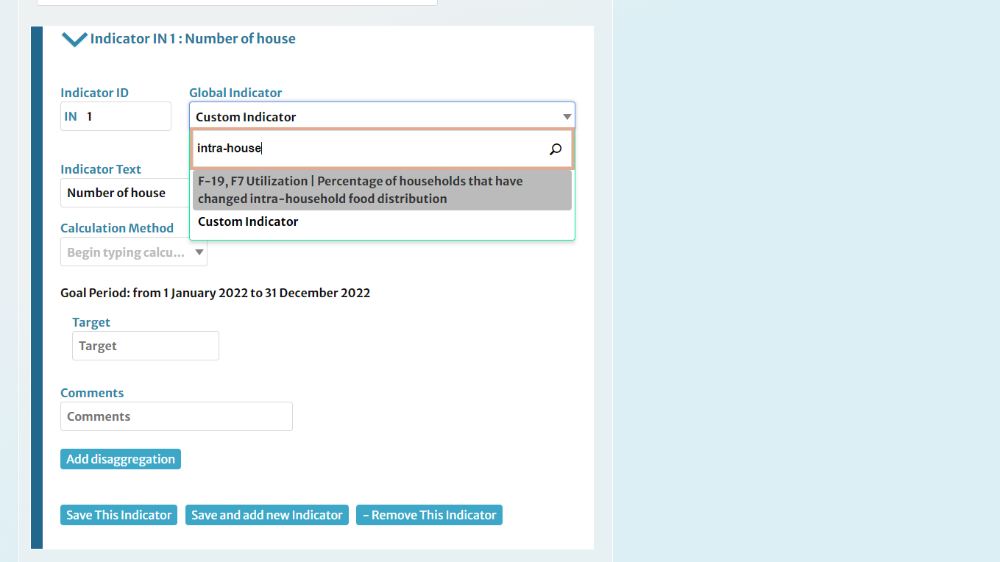 Indicator IN 1 : Number of house
Indicator ID
Global Indicator
IN 1
Custom Indicator
intra-house
F-19, F7 Utilization | Percentage of households that have
changed intra-household food distribution
Custom Indicator
Indicator Text
Number of house
Calculation Method
Begin typing calcu...
Goal Period: from 1 January 2022 to 31 December 2022
Target
Target
Comments
Comments
Add disaggregation
Save This Indicator
Save and add new Indicator
- Remove This Indicator